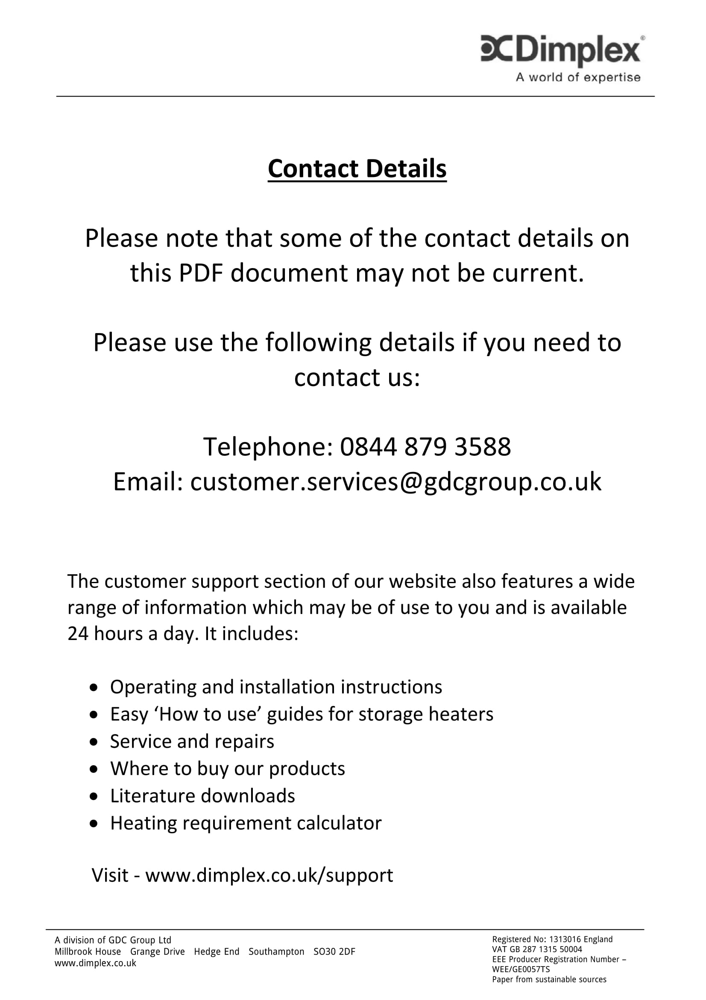 Dimplex®
A world of expertise
Contact Details
Please note that some of the contact details on
this PDF document may not be current.
Please use the following details if you need to
contact us:
Telephone: 0844 879 3588
Email: customer.services@gdcgroup.co.uk
The customer support section of our website also features a wide
range of information which may be of use to you and is available
24 hours a day. It includes:
• Operating and installation instructions
• Easy ‘How to use’ guides for storage heaters
• Service and repairs
• Where to buy our products
• Literature downloads
• Heating requirement calculator
Visit - www.dimplex.co.uk/support
A division of GDC Group Ltd
Millbrook House Grange Drive Hedge End Southampton SO30 2DF
www.dimplex.co.uk
Registered No: 1313016 England
VAT GB 287 1315 50004
EEE Producer Registration Number –
WEE/GE0057TS
Paper from sustainable sources